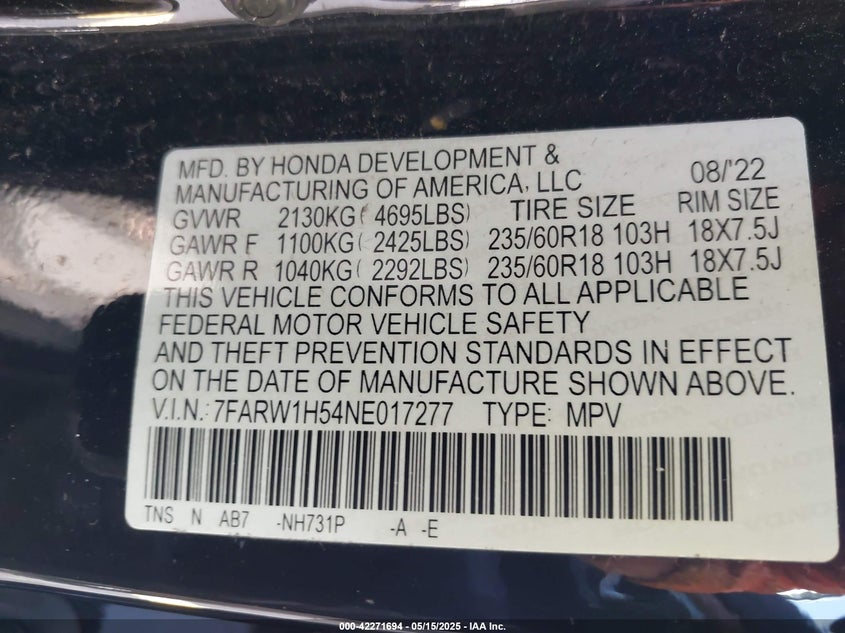 MFD. BY HONDA DEVELOPMENT &
MANUFACTURING OF AMERICA, LLC 08/'22
GVWR 2130KG( 4695LBS) TIRE SIZE RIM SIZE
GAWR F 1100KG( 2425LBS) 235/60R18 103H 18X7.5J
GAWR R 1040KG( 2292LBS) 235/60R18 103H 18X7.5J
THIS VEHICLE CONFORMS TO ALL APPLICABLE
FEDERAL MOTOR VEHICLE SAFETY
AND THEFT PREVENTION STANDARDS IN EFFECT
ON THE DATE OF MANUFACTURE SHOWN ABOVE.
V.I.N.: 7FARW1H54NE017277 TYPE: MPV
TNS N AB7 -NH731P -A -E
000-42271694 - 05/15/2025 - IAA Inc.